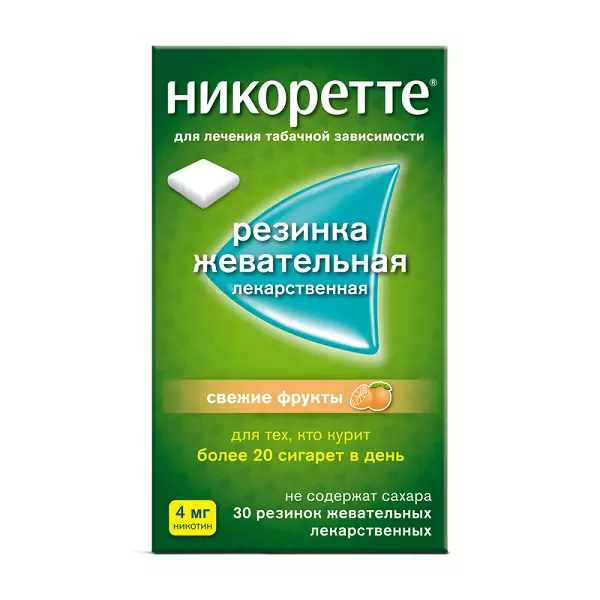 никоретте®
для лечения табачной зависимости
резинка
жевательная
лекарственная
свежие фрукты
для тех, кто курит
более 20 сигарет в день
4 мг
никотин
не содержат сахара
30 резинок жевательных
лекарственных